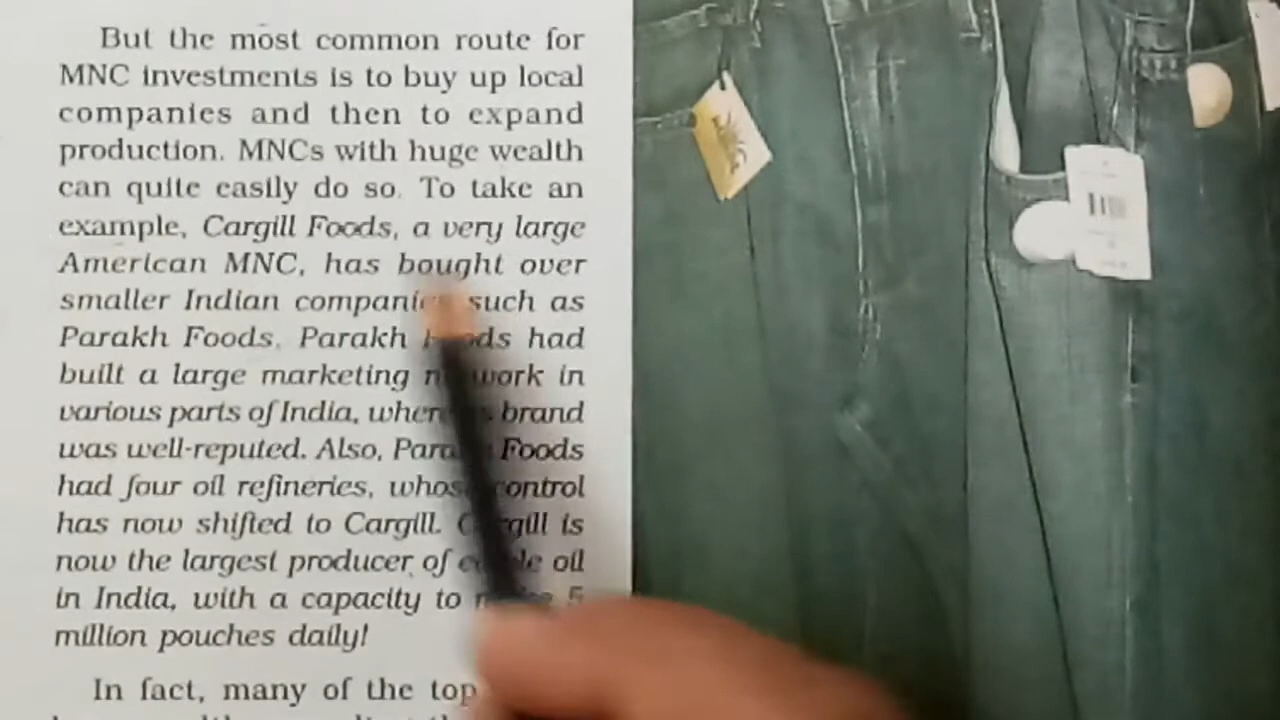 But the most common route for
MNC investments is to buy up local
companies and then to expand
production. MNCs with huge wealth
can quite easily do so. To take an
example, Cargill Foods, a very large
American MNC, has bought over
smaller Indian such as
Parakh Foods. Parakh had
built a large marketing in
various parts of India, brand
was well-reputed. Also, Foods
had four oil refineries, control
has now shifted to Cargill. is
now the largest producer of oil
in India, with a capacity to 5
million pouches daily!
In fact, many of the top